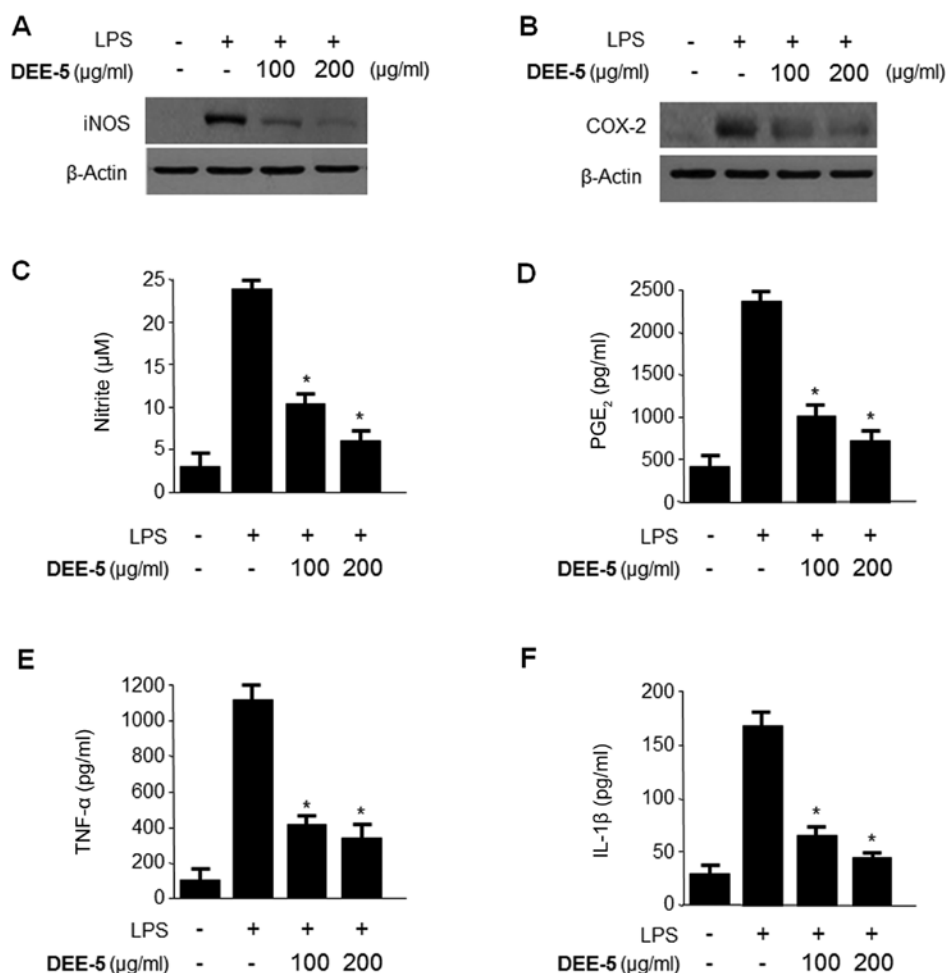 A
LPS - + + +
DEE-5 (µg/ml) - - 100 200 (µg/ml)
iNOS
β-Actin
B
LPS - + + +
DEE-5 (µg/ml) - - 100 200 (µg/ml)
COX-2
β-Actin
C
25
20
15
10
5
0
Nitrite (µM)
* *
LPS - + + +
DEE-5 (µg/ml) - - 100 200
D
2500
2000
1500
1000
500
0
PGE2 (pg/ml)
* *
LPS - + + +
DEE-5 (µg/ml) - - 100 200
E
1200
1000
800
600
400
200
0
TNF-α (pg/ml)
* *
LPS - + + +
DEE-5 (µg/ml) - - 100 200
F
200
150
100
50
0
IL-1β (pg/ml)
* *
LPS - + + +
DEE-5 (µg/ml) - - 100 200